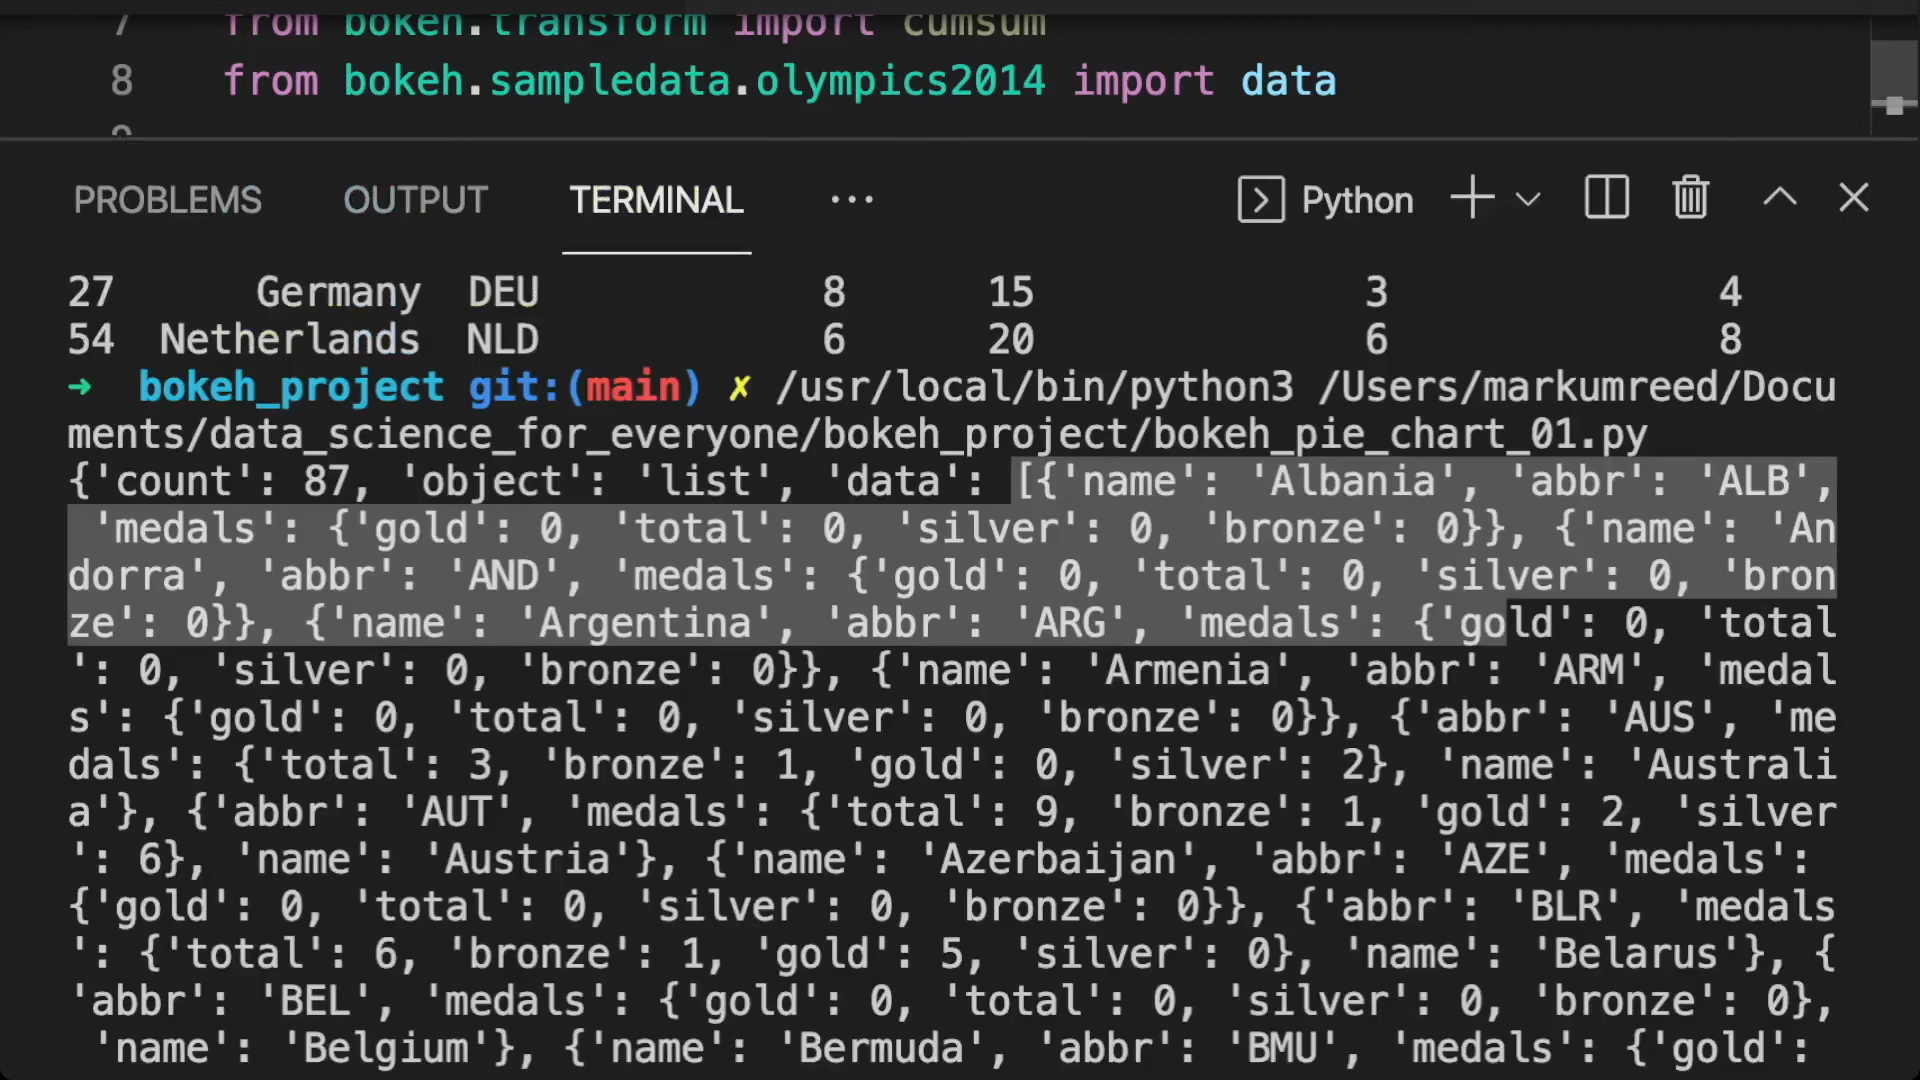 7 from bokeh.transform import cumsum
8 from bokeh.sampledata.olympics2014 import data
9
PROBLEMS OUTPUT TERMINAL ··· Python
27 Germany DEU 8 15 3 4
54 Netherlands NLD 6 20 6 8
➜ bokeh_project git:(main) ✗ /usr/local/bin/python3 /Users/markumreed/Docu
ments/data_science_for_everyone/bokeh_project/bokeh_pie_chart_01.py
{'count': 87, 'object': 'list', 'data': [{'name': 'Albania', 'abbr': 'ALB',
'medals': {'gold': 0, 'total': 0, 'silver': 0, 'bronze': 0}}, {'name': 'An
dorra', 'abbr': 'AND', 'medals': {'gold': 0, 'total': 0, 'silver': 0, 'bron
ze': 0}}, {'name': 'Argentina', 'abbr': 'ARG', 'medals': {'gold': 0, 'total
': 0, 'silver': 0, 'bronze': 0}}, {'name': 'Armenia', 'abbr': 'ARM', 'medal
s': {'gold': 0, 'total': 0, 'silver': 0, 'bronze': 0}}, {'abbr': 'AUS', 'me
dals': {'total': 3, 'bronze': 1, 'gold': 0, 'silver': 2}, 'name': 'Australi
a'}, {'abbr': 'AUT', 'medals': {'total': 9, 'bronze': 1, 'gold': 2, 'silver
': 6}, 'name': 'Austria'}, {'name': 'Azerbaijan', 'abbr': 'AZE', 'medals':
{'gold': 0, 'total': 0, 'silver': 0, 'bronze': 0}}, {'abbr': 'BLR', 'medals
': {'total': 6, 'bronze': 1, 'gold': 5, 'silver': 0}, 'name': 'Belarus'}, {
'abbr': 'BEL', 'medals': {'gold': 0, 'total': 0, 'silver': 0, 'bronze': 0},
'name': 'Belgium'}, {'name': 'Bermuda', 'abbr': 'BMU', 'medals': {'gold':